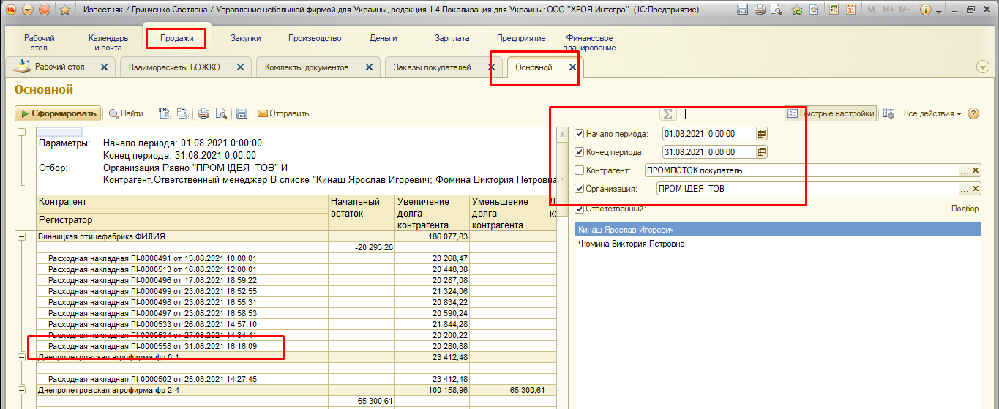 Известняк / Гринченко Светлана / Управление небольшой фирмой для Украины, редакция 1.4 Локализация для Украины: ООО "ХВОЯ Интегра" (1С:Предприятие)
M M+ M-
Рабочий стол
Календарь и почта
Продажи
Закупки
Производство
Деньги
Зарплата
Предприятие
Финансовое планирование
Рабочий стол
Взаиморасчеты БОЖКО
Комлекты документов
Заказы покупателей
Основной
Основной
Сформировать
Найти...
Отправить...
Σ
Быстрые настройки
Все действия
Параметры: Начало периода: 01.08.2021 0:00:00
Конец периода: 31.08.2021 0:00:00
Отбор: Организация Равно "ПРОМ ІДЕЯ ТОВ" И
Контрагент.Ответственный менеджер В списке "Кинаш Ярослав Игоревич; Фомина Виктория Петровна
Контрагент
Регистратор
Начальный остаток
Увеличение долга контрагента
Уменьшение долга контрагента
Винницкая птицефабрика ФИЛИЯ 186 077,83
-20 293,28
Расходная накладная ПІ-0000491 от 13.08.2021 10:00:01 20 268,47
Расходная накладная ПІ-0000513 от 16.08.2021 12:00:01 20 448,38
Расходная накладная ПІ-0000496 от 17.08.2021 18:59:22 20 287,08
Расходная накладная ПІ-0000499 от 23.08.2021 16:52:55 21 324,06
Расходная накладная ПІ-0000498 от 23.08.2021 16:55:31 20 834,22
Расходная накладная ПІ-0000497 от 23.08.2021 16:58:53 20 590,24
Расходная накладная ПІ-0000533 от 26.08.2021 14:57:10 21 844,28
Расходная накладная ПІ-0000534 от 27.08.2021 14:34:41 20 200,22
Расходная накладная ПІ-0000558 от 31.08.2021 16:16:09 20 280,88
Днепропетровская агрофирма фр 0-1 23 412,48
Расходная накладная ПІ-0000502 от 25.08.2021 14:27:45 23 412,48
Днепропетровская агрофирма фр 2-4 100 158,96 65 300,61
-65 300,61
Начало периода: 01.08.2021 0:00:00
Конец периода: 31.08.2021 0:00:00
Контрагент: ПРОМПОТОК покупатель
Организация: ПРОМ ІДЕЯ ТОВ
Ответственный:
Подбор
Кинаш Ярослав Игоревич
Фомина Виктория Петровна